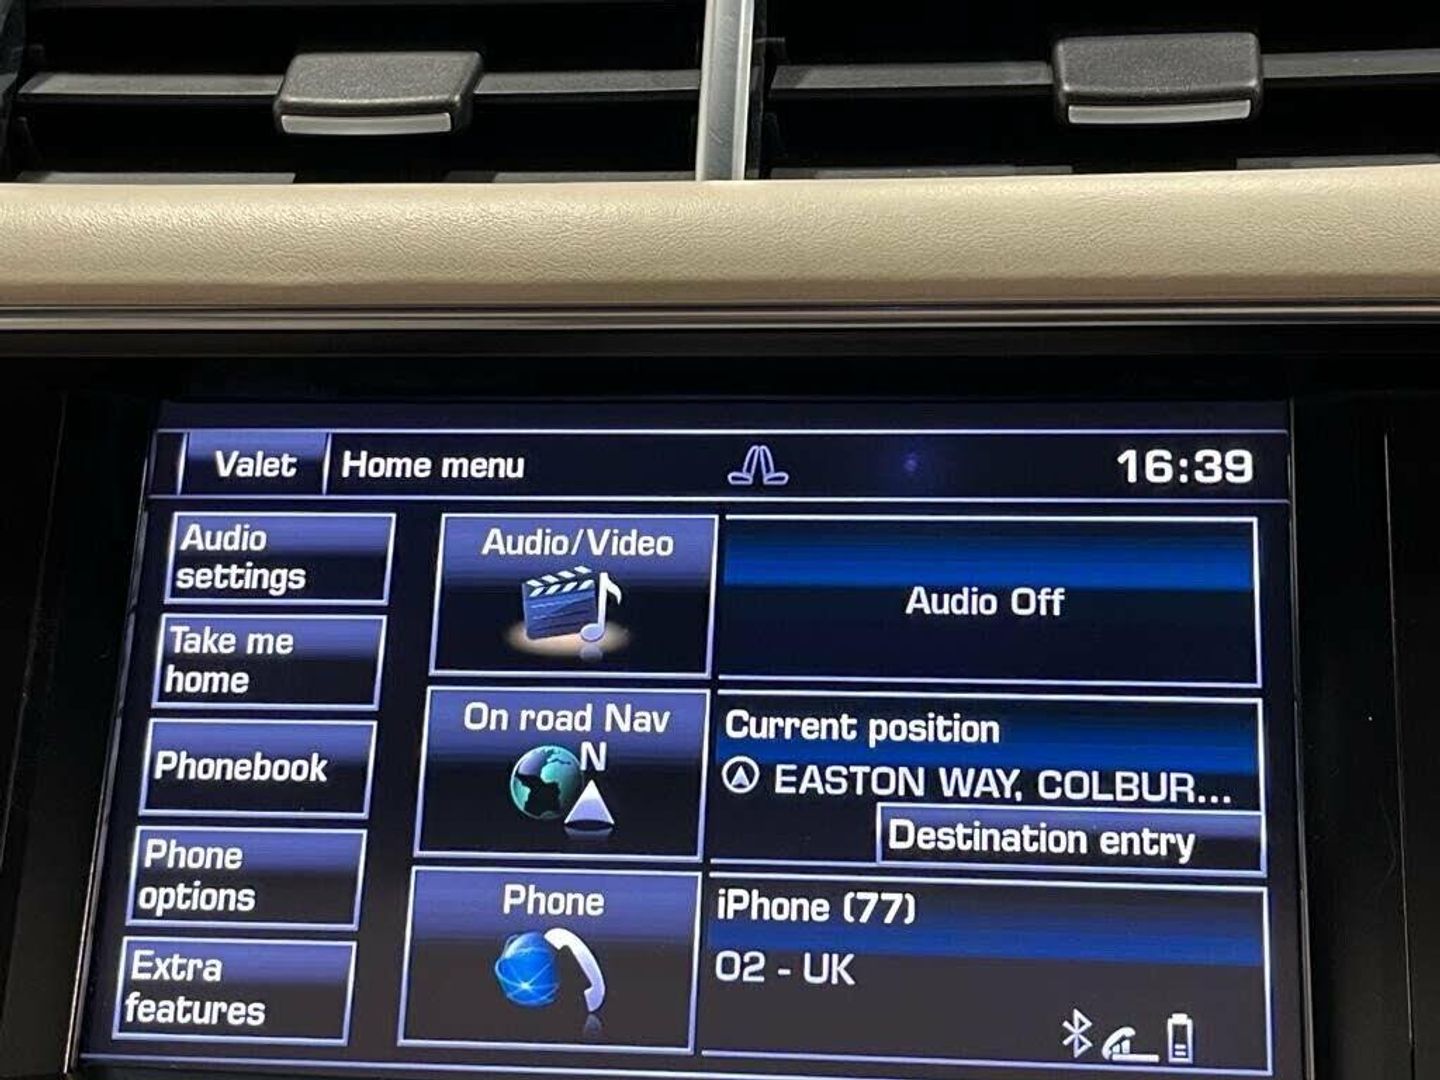 Valet
Home menu
16:39
Audio
settings
Take me
home
Phonebook
Phone
options
Extra
features
Audio/Video
Audio Off
On road Nav
N
Current position
EASTON WAY, COLBUR...
Destination entry
Phone
iPhone (77)
O2 - UK